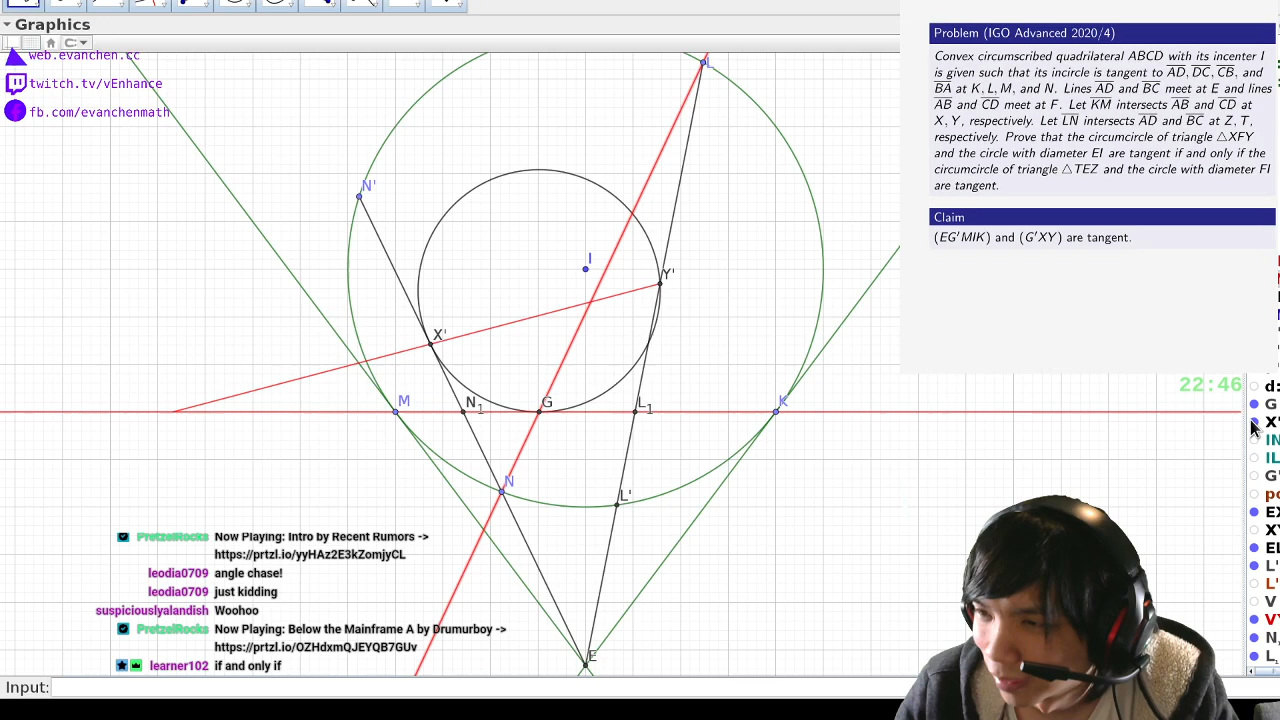 Graphics
web.evanchen.cc
twitch.tv/vEnhance
fb.com/evanchenmath
Problem (IGO Advanced 2020/4)
Convex circumscribed quadrilateral ABCD with its incenter I
is given such that its incircle is tangent to AD, DC, CB, and
BA at K, L, M, and N. Lines AD and BC meet at E and lines
AB and CD meet at F. Let KM intersects AB and CD at
X, Y, respectively. Let LN intersects AD and BC at Z, T,
respectively. Prove that the circumcircle of triangle △XFY
and the circle with diameter EI are tangent if and only if the
circumcircle of triangle △TEZ and the circle with diameter FI
are tangent.
Claim
(EG′MIK) and (G′XY) are tangent.
L
N'
I
Y'
X'
M
N₁
G
L₁
K
N
L'
E
22:46
d:
G
X'
IN
IL
G'
po
EX
X'
EL
L'
L'
V
VY
N,
L₁
PretzelRocks Now Playing: Intro by Recent Rumors ->
https://prtzl.io/yyHAz2E3kZomjyCL
leodia0709 angle chase!
leodia0709 just kidding
suspiciouslyalandish Woohoo
PretzelRocks Now Playing: Below the Mainframe A by Drumurboy ->
https://prtzl.io/OZHdxmQJEYQB7GUv
learner102 if and only if
Input: